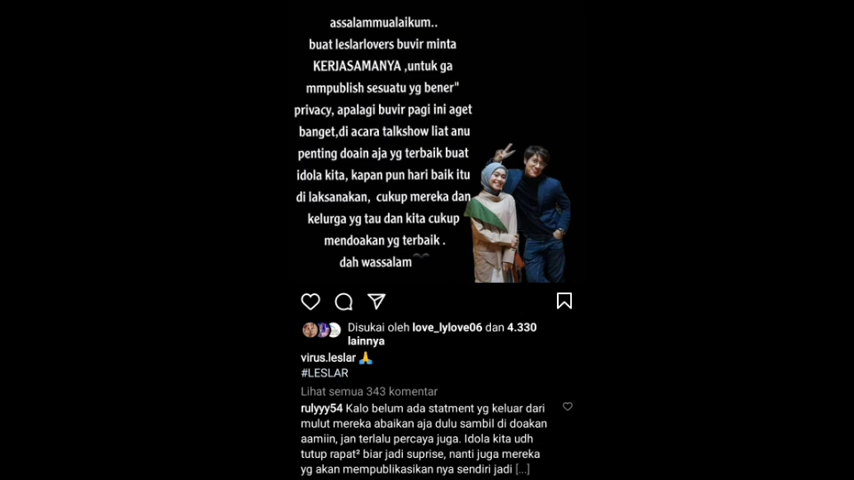 assalammualaikum..
buat leslarlovers buvir minta
KERJASAMANYA ,untuk ga
mmpublish sesuatu yg bener"
privacy, apalagi buvir pagi ini aget
banget,di acara talkshow liat anu
penting doain aja yg terbaik buat
idola kita, kapan pun hari baik itu
di laksanakan, cukup mereka dan
kelurga yg tau dan kita cukup
mendoakan yg terbaik .
dah wassalam🖤
Disukai oleh love_lylove06 dan 4.330
lainnya
virus.leslar 🙏
#LESLAR
Lihat semua 343 komentar
rulyyy54 Kalo belum ada statment yg keluar dari
mulut mereka abaikan aja dulu sambil di doakan
aamiin, jan terlalu percaya juga. Idola kita udh
tutup rapat² biar jadi suprise, nanti juga mereka
yg akan mempublikasikan nya sendiri jadi [...]